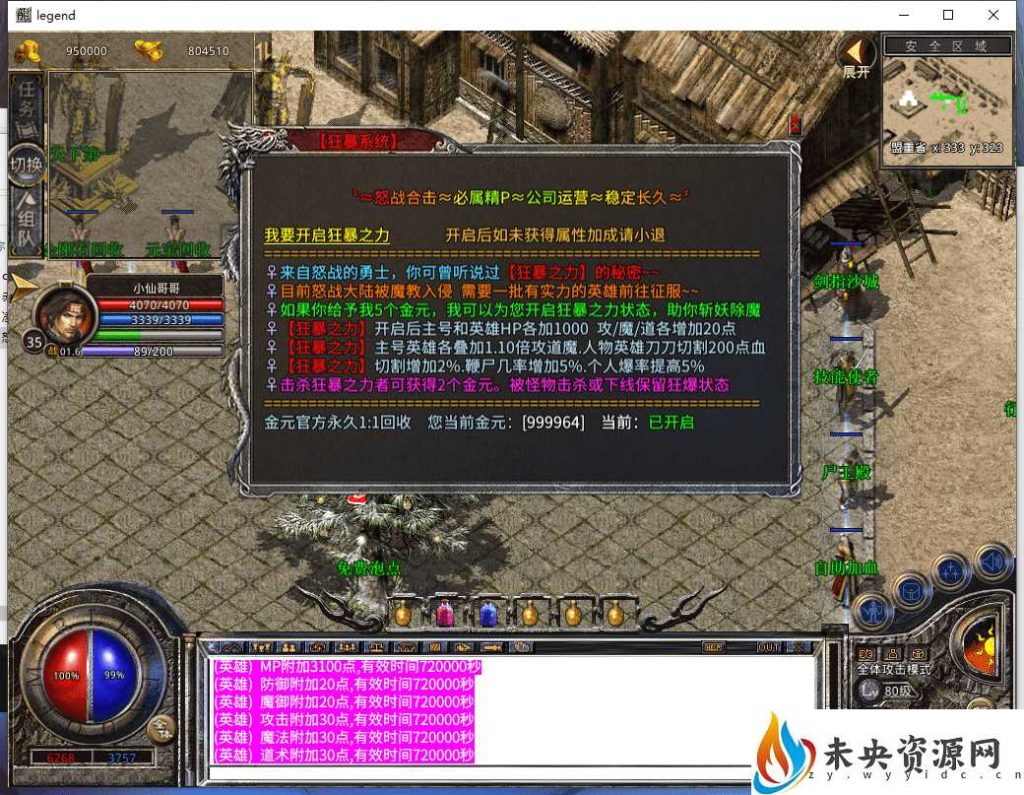 legend
950000
804510
展开
安全区域
盟重省 x:333 y:323
任务
切换
组队
天下第
元宝回收
小仙哥哥
4070/4070
3339/3339
35
战01.6
89/200
【狂暴系统】
≈怒战合击≈必属精P≈公司运营≈稳定长久≈
我要开启狂暴之力 开启后如未获得属性加成请小退
来自怒战的勇士，你可曾听说过【狂暴之力】的秘密~~
目前怒战大陆被魔教入侵 需要一批有实力的英雄前往征服~~
如果你给予我5个金元，我可以为您开启狂暴之力状态，助你斩妖除魔
【狂暴之力】开启后主号和英雄HP各加1000 攻/魔/道各增加20点
【狂暴之力】主号英雄各叠加1.10倍攻道魔.人物英雄刀刀切割200点血
【狂暴之力】切割增加2%.鞭尸几率增加5%.个人爆率提高5%
击杀狂暴之力者可获得2个金元。被怪物击杀或下线保留狂爆状态
金元官方永久1:1回收 您当前金元：[999964] 当前：已开启
剑指沙城
技能使者
尸王殿
自助加血
免费泡点
HELP
OUT
(英雄) MP附加3100点,有效时间720000秒
(英雄) 防御附加20点,有效时间720000秒
(英雄) 魔御附加20点,有效时间720000秒
(英雄) 攻击附加30点,有效时间720000秒
(英雄) 魔法附加30点,有效时间720000秒
(英雄) 道术附加30点,有效时间720000秒
100%
99%
6268
3757
全体攻击模式
Lv 80级
未央资源网
zy.wyyidc.cn